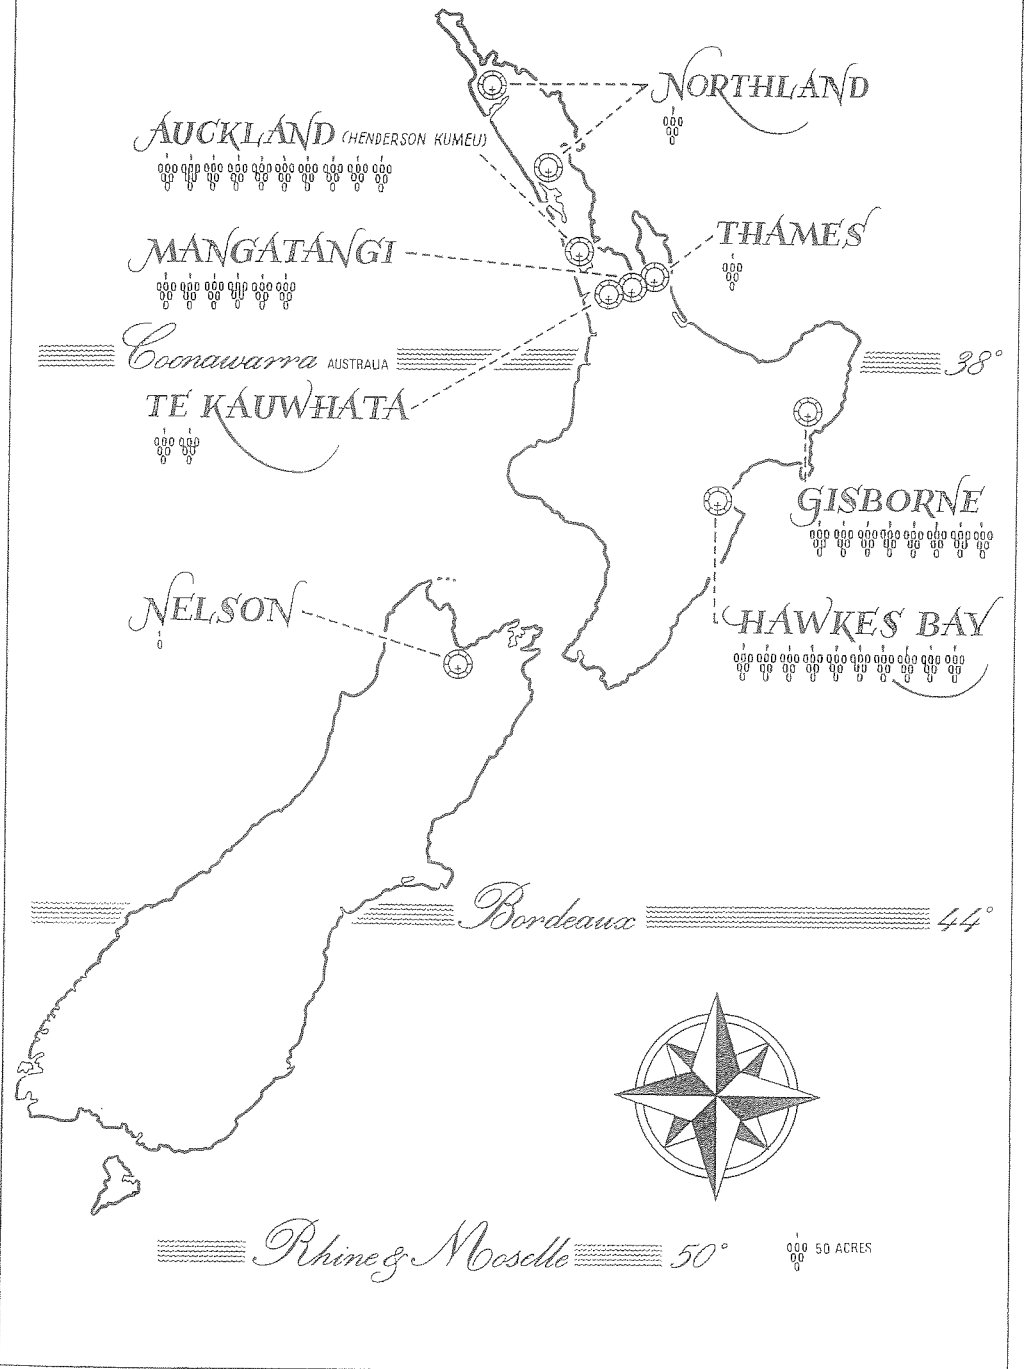 NORTHLAND
AUCKLAND (HENDERSON KUMEU)
THAMES
MANGATANGI
Coonawarra AUSTRALIA
38°
TE KAUWHATA
GISBORNE
NELSON
HAWKES BAY
Bordeaux
44°
Rhine & Moselle
50°
50 ACRES